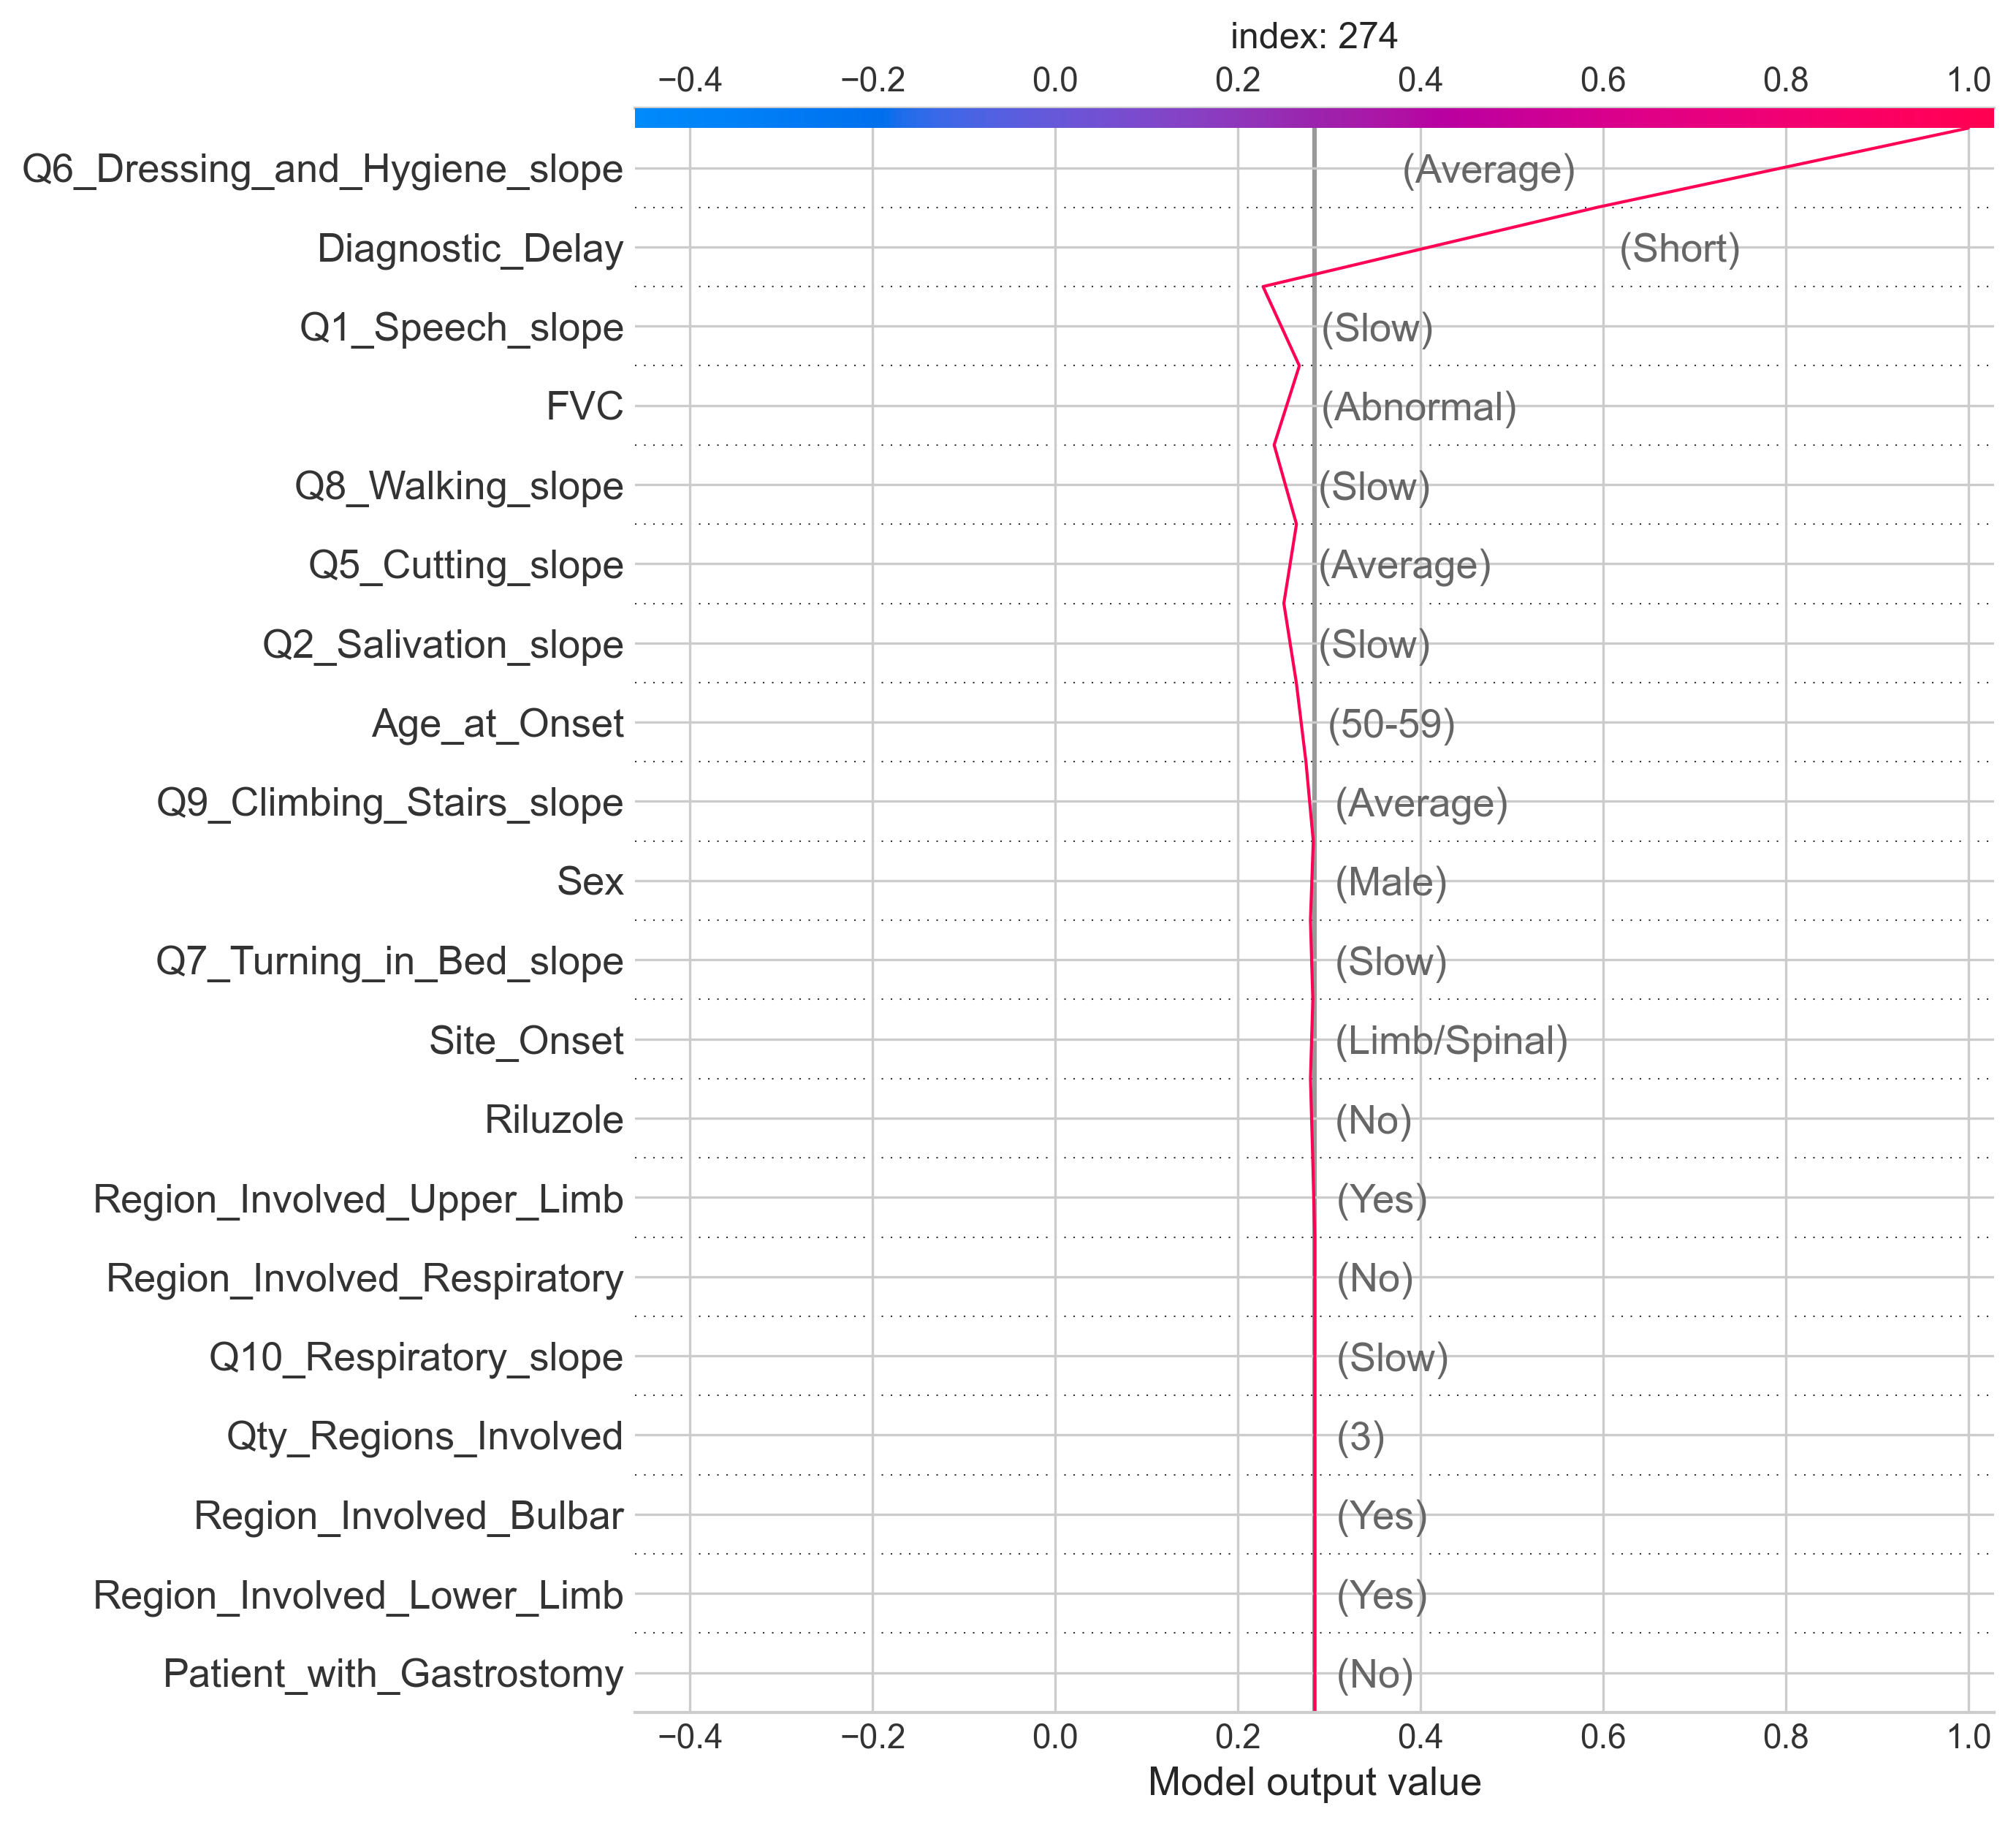 index: 274
−0.4 −0.2 0.0 0.2 0.4 0.6 0.8 1.0
Q6_Dressing_and_Hygiene_slope (Average)
Diagnostic_Delay (Short)
Q1_Speech_slope (Slow)
FVC (Abnormal)
Q8_Walking_slope (Slow)
Q5_Cutting_slope (Average)
Q2_Salivation_slope (Slow)
Age_at_Onset (50-59)
Q9_Climbing_Stairs_slope (Average)
Sex (Male)
Q7_Turning_in_Bed_slope (Slow)
Site_Onset (Limb/Spinal)
Riluzole (No)
Region_Involved_Upper_Limb (Yes)
Region_Involved_Respiratory (No)
Q10_Respiratory_slope (Slow)
Qty_Regions_Involved (3)
Region_Involved_Bulbar (Yes)
Region_Involved_Lower_Limb (Yes)
Patient_with_Gastrostomy (No)
−0.4 −0.2 0.0 0.2 0.4 0.6 0.8 1.0
Model output value